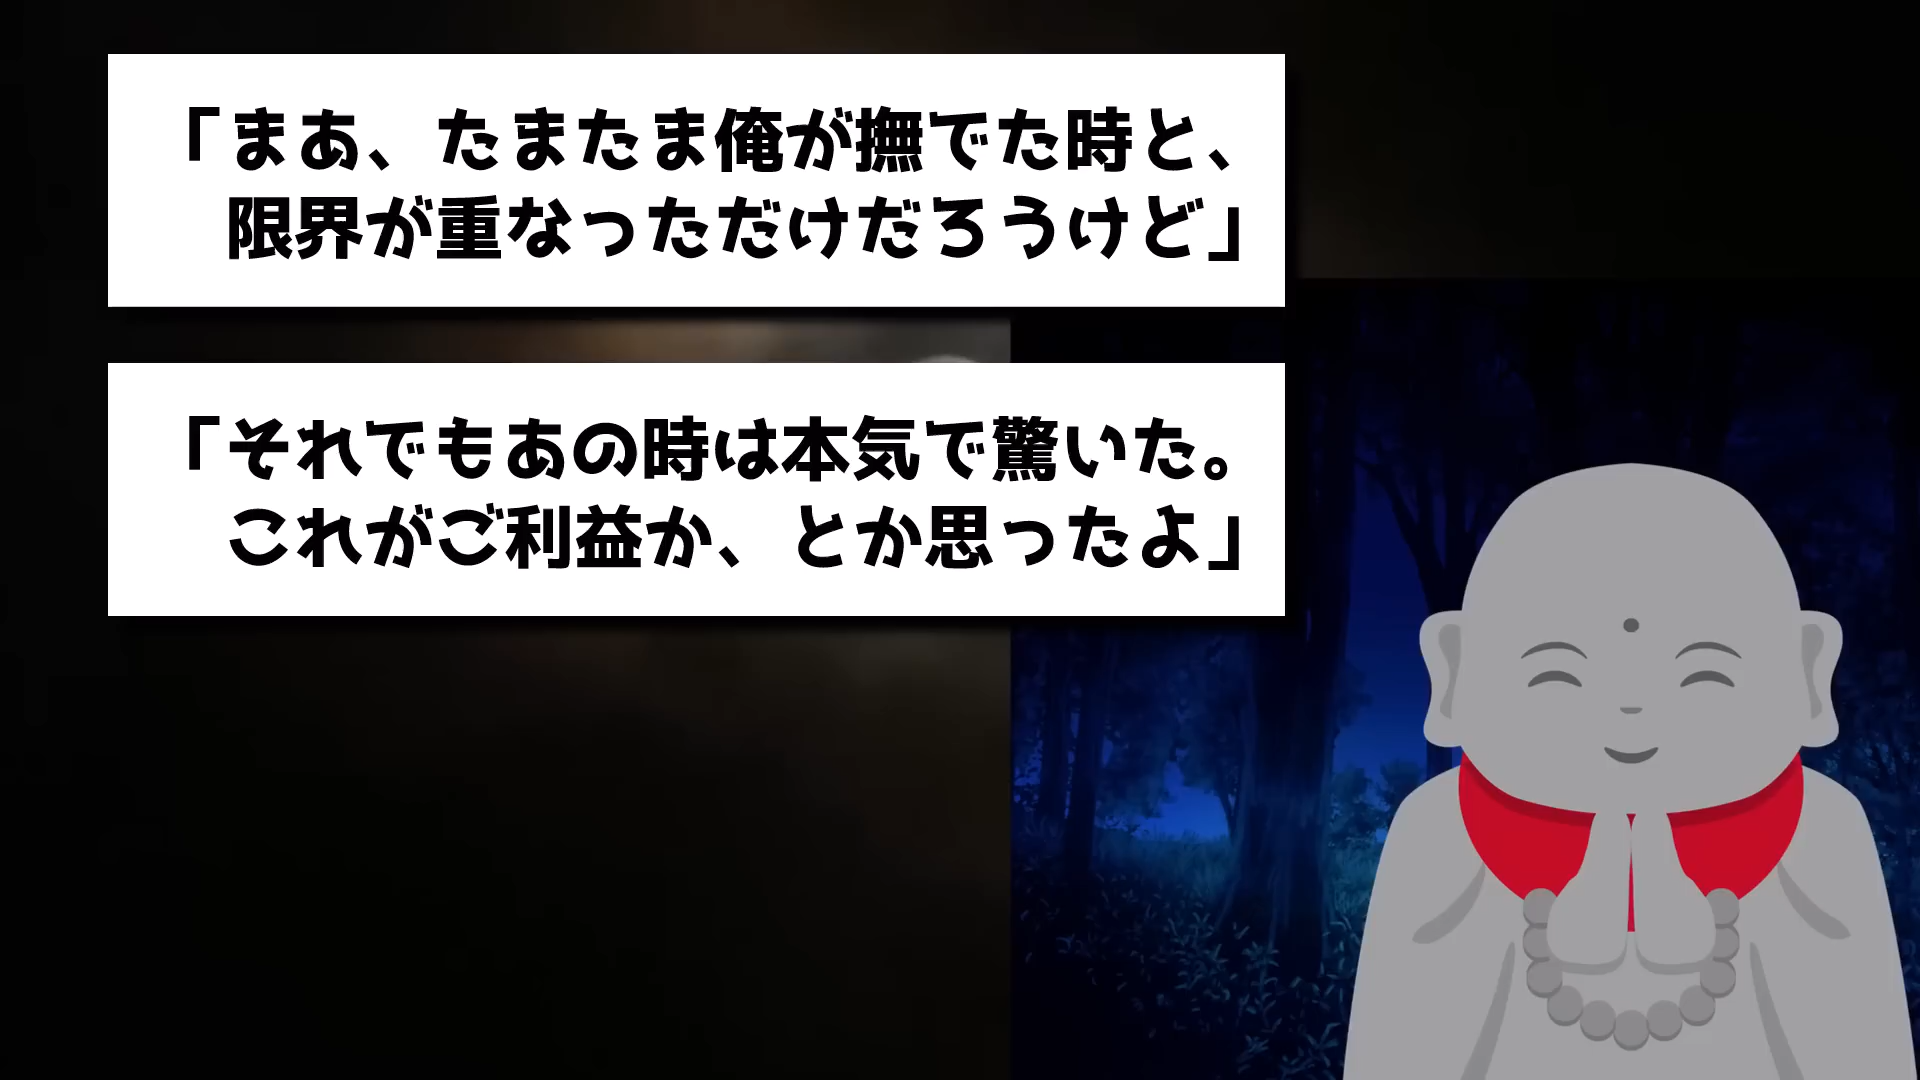 「まあ、たまたま俺が撫でた時と、
限界が重なっただけだろうけど」
「それでもあの時は本気で驚いた。
これがご利益か、とか思ったよ」